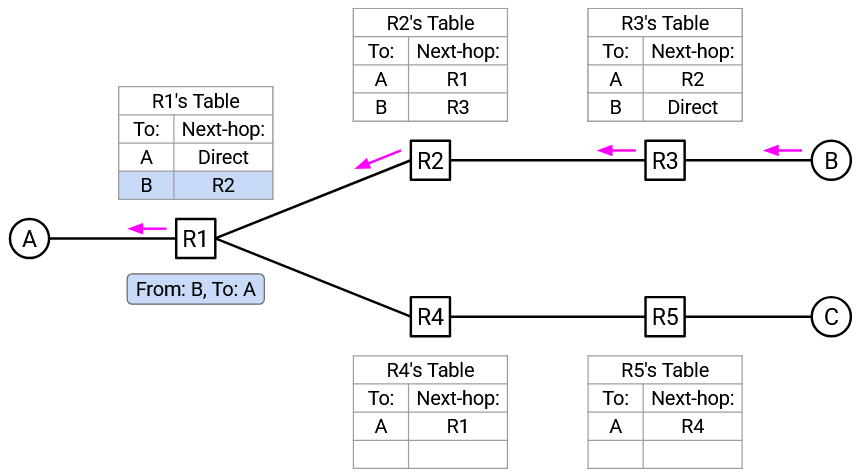 R2's Table
To: Next-hop:
A R1
B R3
R3's Table
To: Next-hop:
A R2
B Direct
R1's Table
To: Next-hop:
A Direct
B R2
R2
R3
B
A
R1
From: B, To: A
R4
R5
C
R4's Table
To: Next-hop:
A R1
R5's Table
To: Next-hop:
A R4